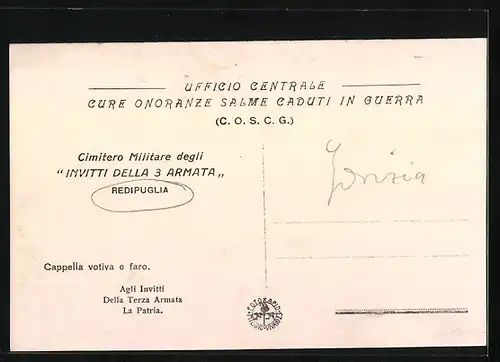 UFFICIO CENTRALE
CURE ONORANZE SALME CADUTI IN GUERRA
(C. O. S. C. G.)
Cimitero Militare degli
"INVITTI DELLA 3 ARMATA„
REDIPUGLIA
Gorizia
Cappella votiva e faro.
Agli Invitti
Della Terza Armata
La Patria.